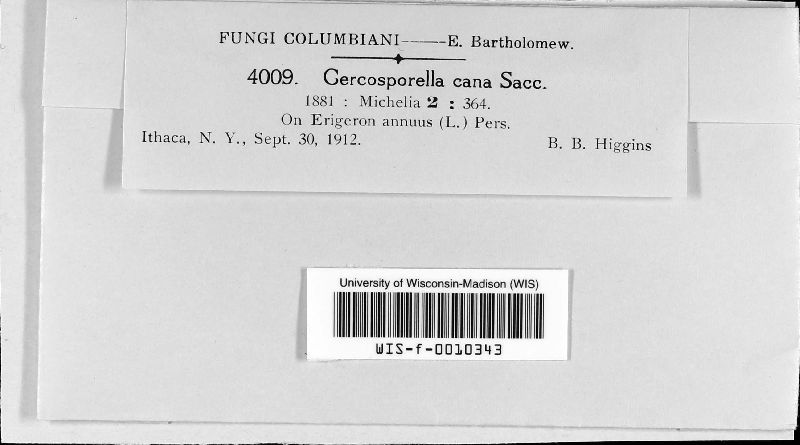 FUNGI COLUMBIANI——E. Bartholomew.
4009. Cercosporella cana Sacc.
1881 : Michelia 2 : 364.
On Erigeron annuus (L.) Pers.
Ithaca, N. Y., Sept. 30, 1912. B. B. Higgins
University of Wisconsin-Madison (WIS)
WIS-f-0010343